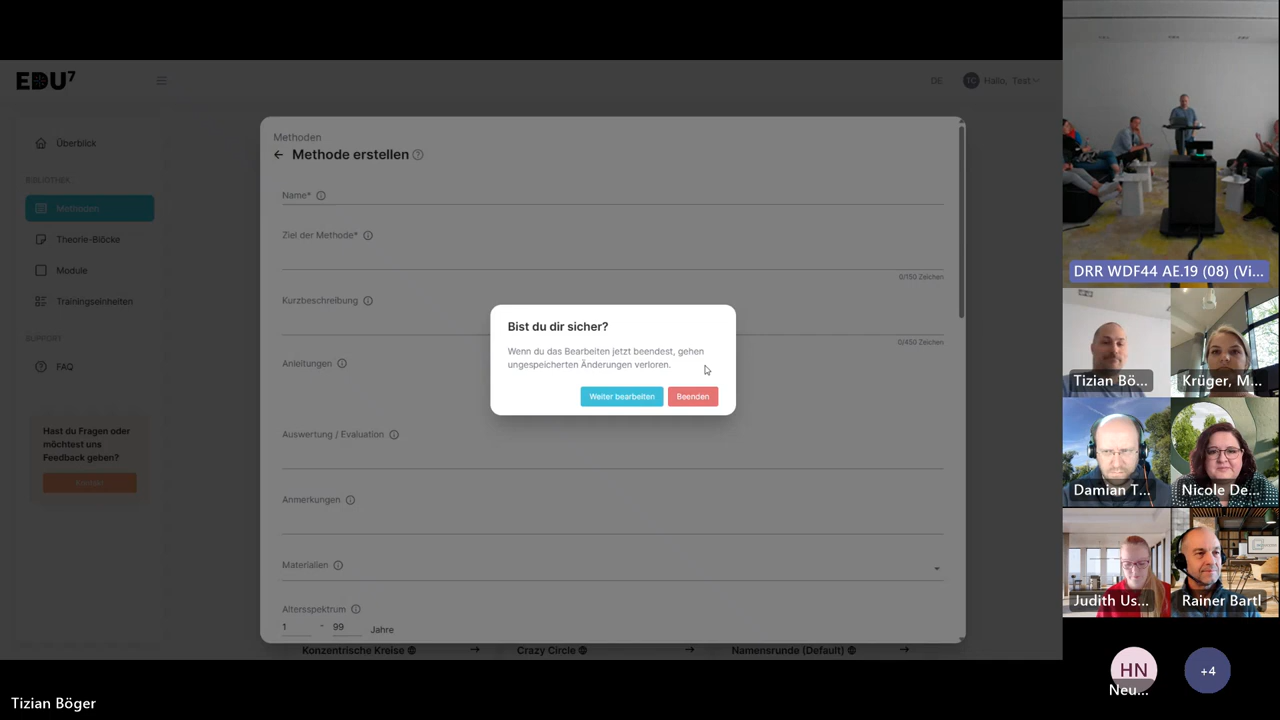 EDU⁷
DE
TC
Hallo, Test
Überblick
BIBLIOTHEK
Methoden
Theorie-Blöcke
Module
Trainingseinheiten
SUPPORT
FAQ
Hast du Fragen oder
möchtest uns
Feedback geben?
Methoden
Methode erstellen
Name*
Ziel der Methode*
0/150 Zeichen
Kurzbeschreibung
0/450 Zeichen
Anleitungen
Auswertung / Evaluation
Anmerkungen
Materialien
Altersspektrum
1 - 99 Jahre
Bist du dir sicher?
Wenn du das Bearbeiten jetzt beendest, gehen
ungespeicherten Änderungen verloren.
Weiter bearbeiten
Beenden
Konzentrische Kreise
Crazy Circle
Namensrunde (Default)
DRR WDF44 AE.19 (08) (Vi...
Tizian Bö...
Krüger, M...
Damian T...
Nicole De...
Judith Us...
Rainer Bartl
HN
Neu...
+4
Tizian Böger